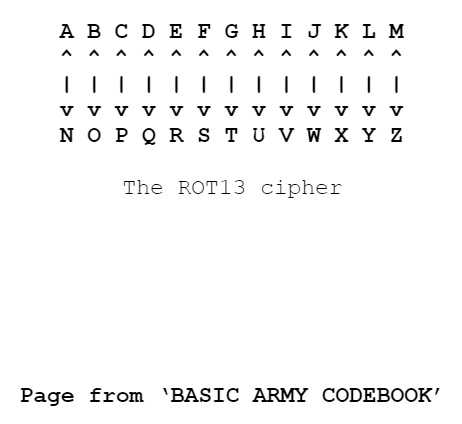 A B C D E F G H I J K L M
^ ^ ^ ^ ^ ^ ^ ^ ^ ^ ^ ^ ^
| | | | | | | | | | | | |
v v v v v v v v v v v v v
N O P Q R S T U V W X Y Z
The ROT13 cipher
Page from ‘BASIC ARMY CODEBOOK’